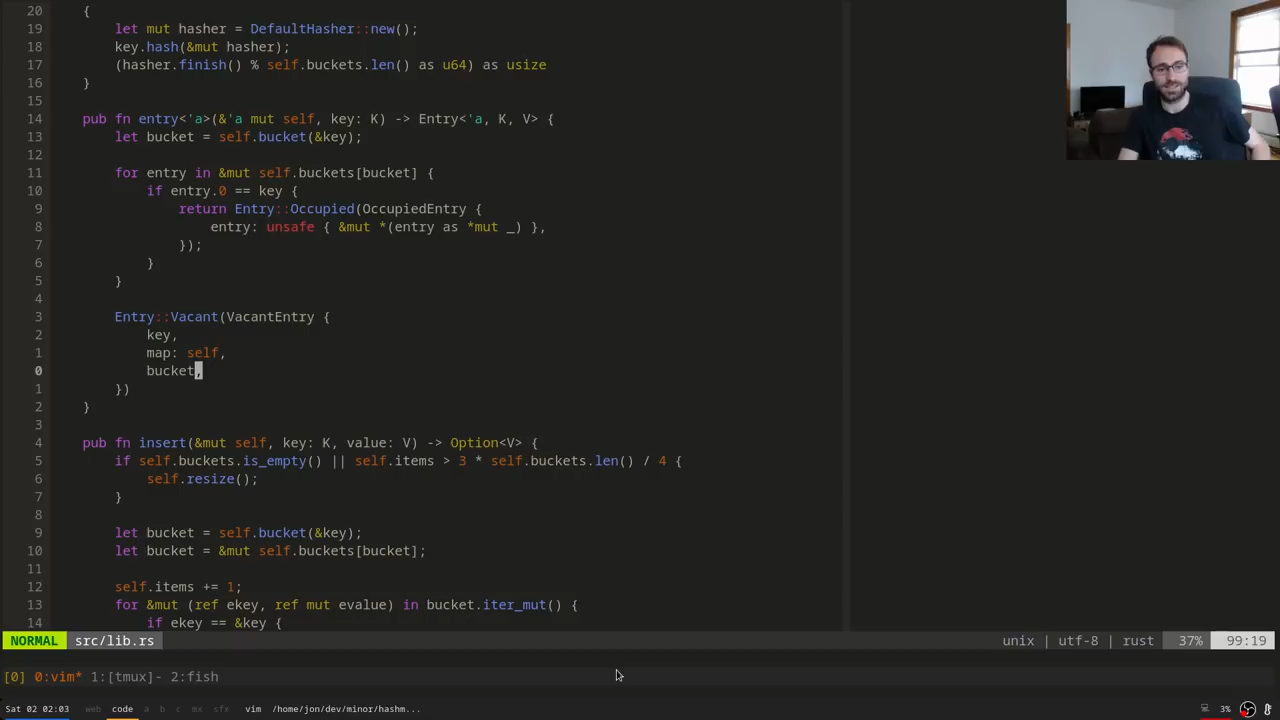 20 {
19 let mut hasher = DefaultHasher::new();
18 key.hash(&mut hasher);
17 (hasher.finish() % self.buckets.len() as u64) as usize
16 }
15
14 pub fn entry<'a>(&'a mut self, key: K) -> Entry<'a, K, V> {
13 let bucket = self.bucket(&key);
12
11 for entry in &mut self.buckets[bucket] {
10 if entry.0 == key {
9 return Entry::Occupied(OccupiedEntry {
8 entry: unsafe { &mut *(entry as *mut _) },
7 });
6 }
5 }
4
3 Entry::Vacant(VacantEntry {
2 key,
1 map: self,
0 bucket,
1 })
2 }
3
4 pub fn insert(&mut self, key: K, value: V) -> Option<V> {
5 if self.buckets.is_empty() || self.items > 3 * self.buckets.len() / 4 {
6 self.resize();
7 }
8
9 let bucket = self.bucket(&key);
10 let bucket = &mut self.buckets[bucket];
11
12 self.items += 1;
13 for &mut (ref ekey, ref mut evalue) in bucket.iter_mut() {
14 if ekey == &key {
NORMAL src/lib.rs unix | utf-8 | rust 37% 99:19
[0] 0:vim* 1:[tmux]- 2:fish
Sat 02 02:03 web code a b c mx sfx vim /home/jon/dev/minor/hashm... 3%